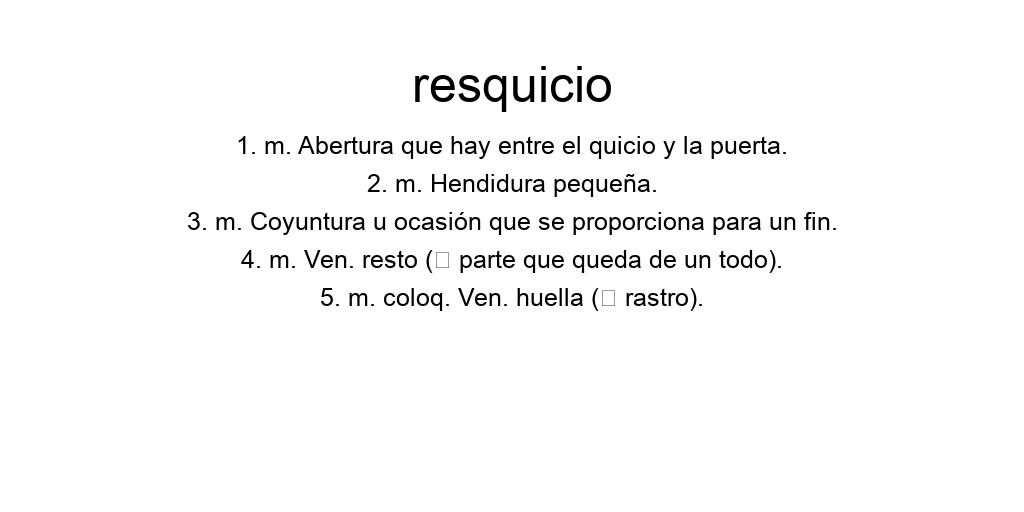 resquicio
1. m. Abertura que hay entre el quicio y la puerta.
2. m. Hendidura pequeña.
3. m. Coyuntura u ocasión que se proporciona para un fin.
4. m. Ven. resto (□ parte que queda de un todo).
5. m. coloq. Ven. huella (□ rastro).